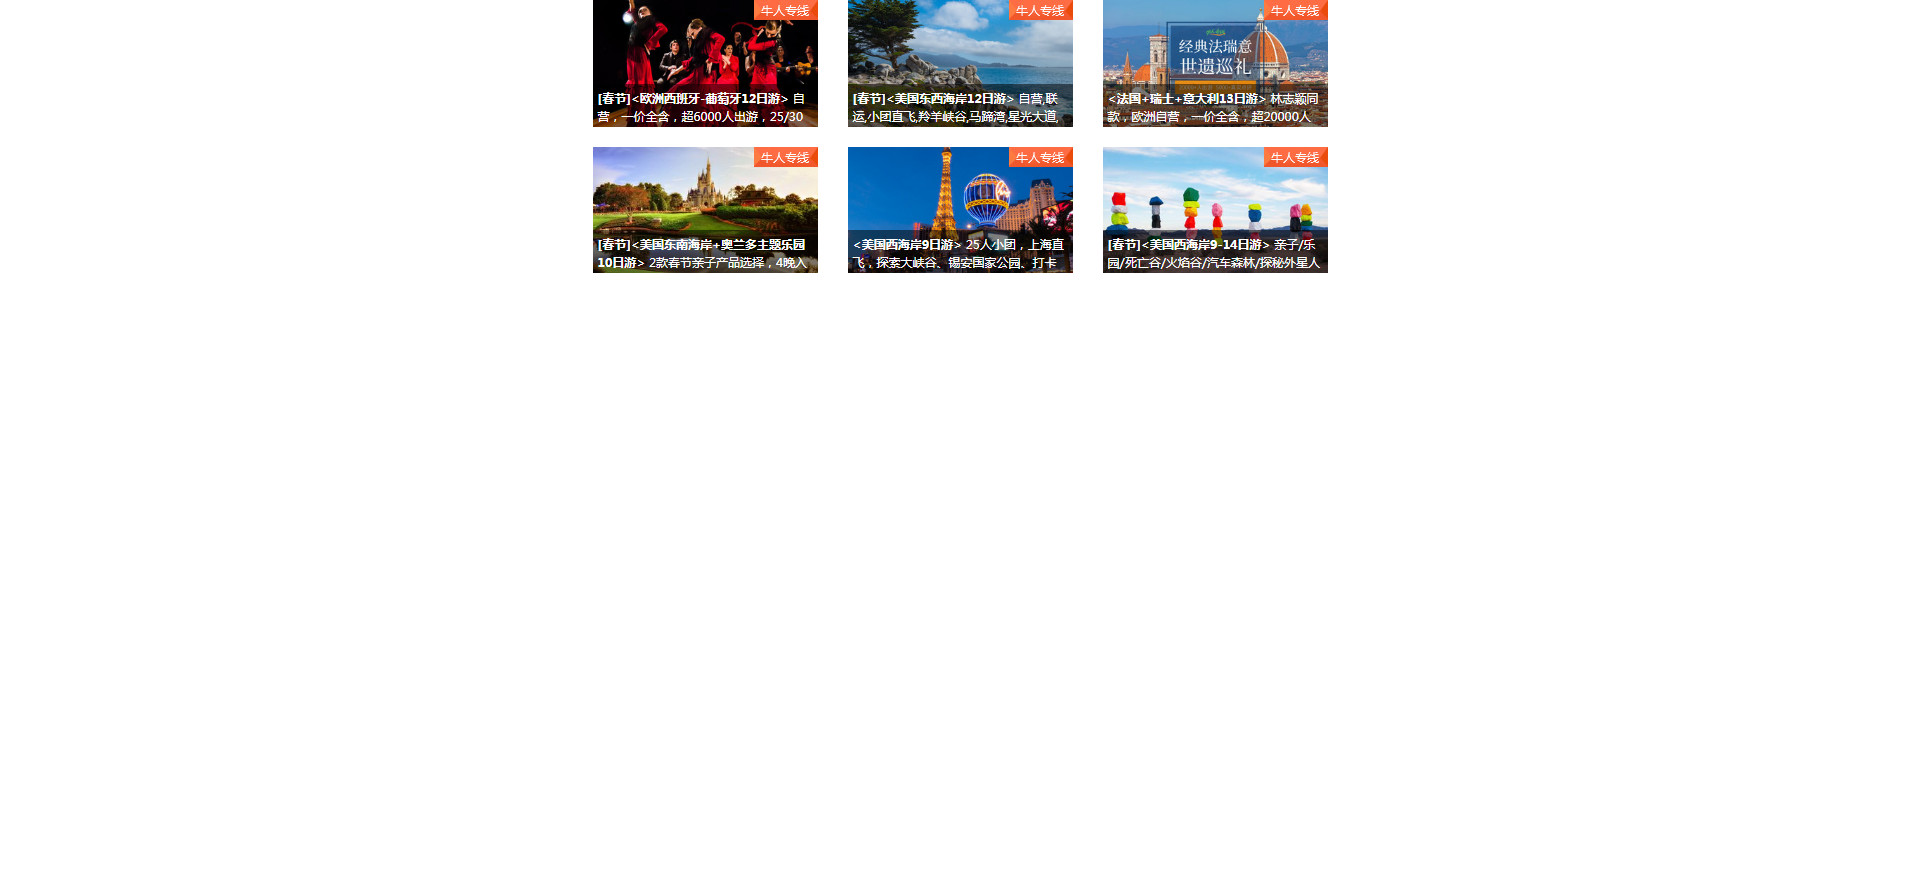 牛人专线
[春节]<欧洲西班牙-葡萄牙12日游> 自
营，一价全含，超6000人出游，25/30
牛人专线
[春节]<美国东西海岸12日游> 自营,联
运,小团直飞,羚羊峡谷,马蹄湾,星光大道,
牛人专线
经典法瑞意
世遗巡礼
<法国+瑞士+意大利13日游> 林志颖同
款，欧洲自营，一价全含，超20000人
牛人专线
[春节]<美国东南海岸+奥兰多主题乐园
10日游> 2款春节亲子产品选择，4晚入
牛人专线
<美国西海岸9日游> 25人小团，上海直
飞，探索大峡谷、锡安国家公园、打卡
牛人专线
[春节]<美国西海岸9-14日游> 亲子/乐
园/死亡谷/火焰谷/汽车森林/探秘外星人